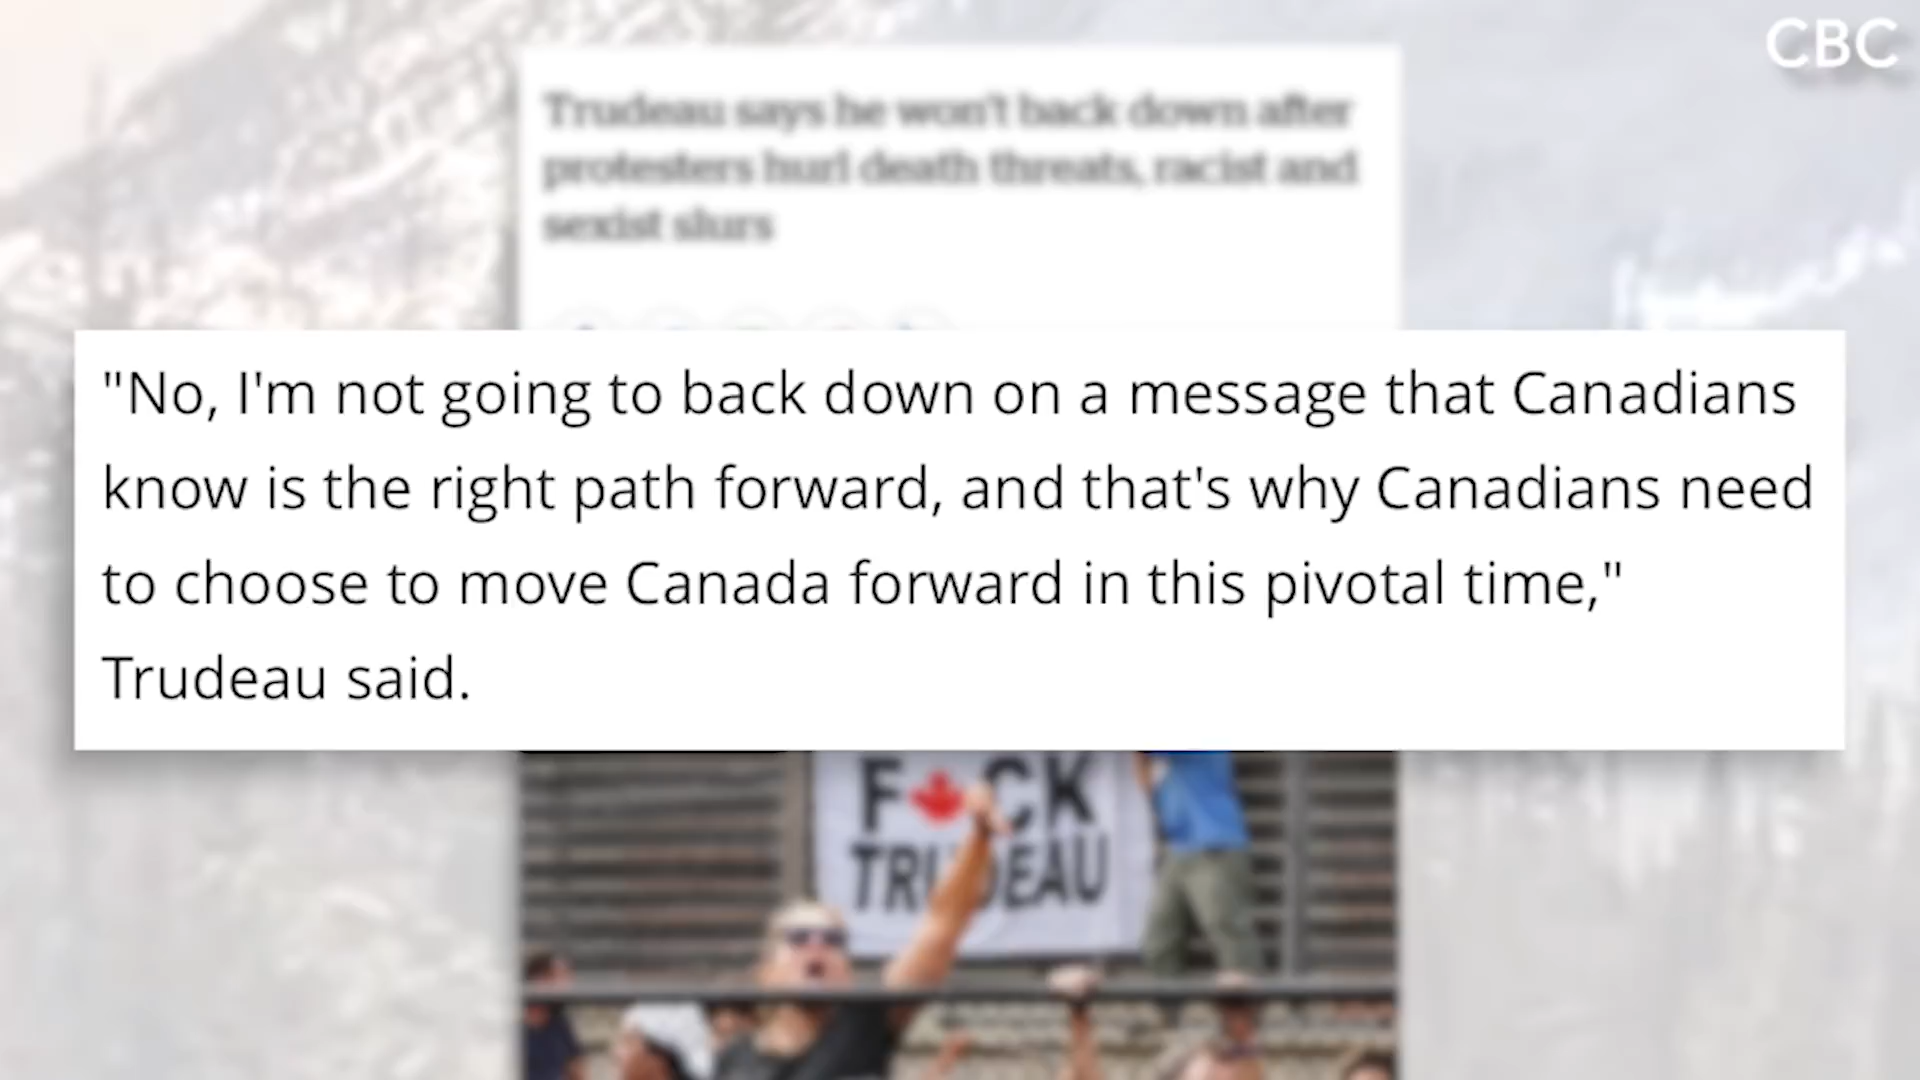 CBC
Trudeau says he won't back down after
protesters hurl death threats, racist and
sexist slurs
"No, I'm not going to back down on a message that Canadians
know is the right path forward, and that's why Canadians need
to choose to move Canada forward in this pivotal time,"
Trudeau said.
F CK
TRUDEAU